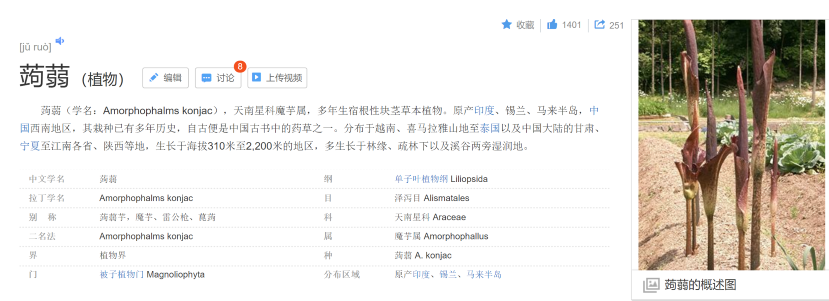 收藏 1401 251
[jǔ ruò]
蒟蒻 (植物) 编辑 讨论 8 上传视频
蒟蒻（学名：Amorphophalms konjac），天南星科魔芋属，多年生宿根性块茎草本植物。原产印度、锡兰、马来半岛，中
国西南地区，其栽种已有多年历史，自古便是中国古书中的药草之一。分布于越南、喜马拉雅山地至泰国以及中国大陆的甘肃、
宁夏至江南各省、陕西等地，生长于海拔310米至2,200米的地区，多生长于林缘、疏林下以及溪谷两旁湿润地。
中文学名 蒟蒻 纲 单子叶植物纲 Liliopsida
拉丁学名 Amorphophalms konjac 目 泽泻目 Alismatales
别 称 蒟蒻芋，魔芋、雷公枪、菎蒟 科 天南星科 Araceae
二名法 Amorphophalms konjac 属 魔芋属 Amorphophallus
界 植物界 种 蒟蒻 A. konjac
门 被子植物门 Magnoliophyta 分布区域 原产印度、锡兰、马来半岛
蒟蒻的概述图